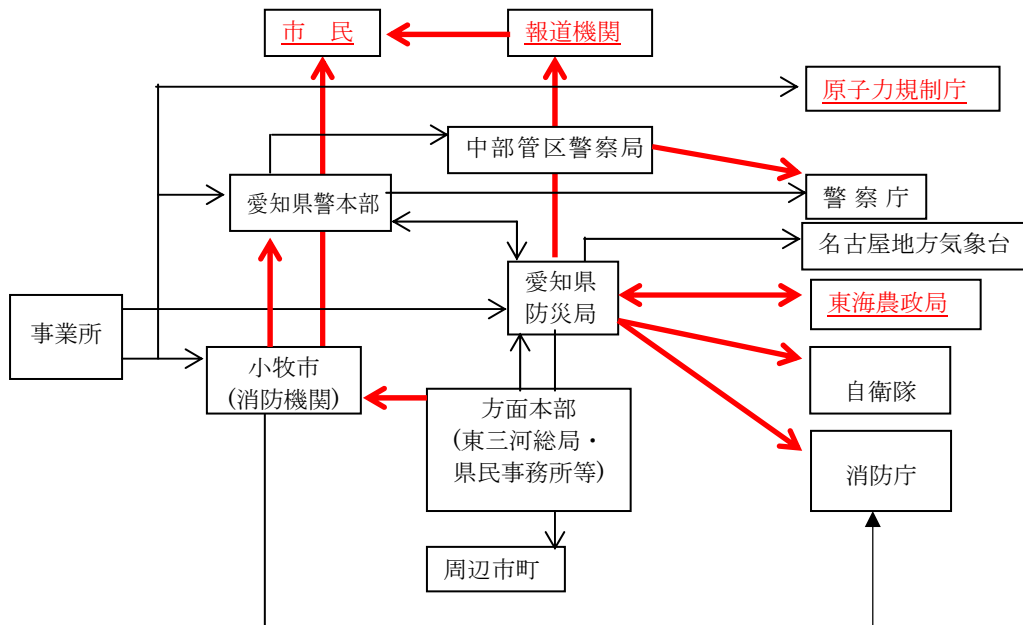 市　民
報道機関
原子力規制庁
中部管区警察局
愛知県警本部
警 察 庁
名古屋地方気象台
愛知県
防災局
東海農政局
事業所
小牧市
(消防機関)
自衛隊
方面本部
(東三河総局・
県民事務所等)
消防庁
周辺市町